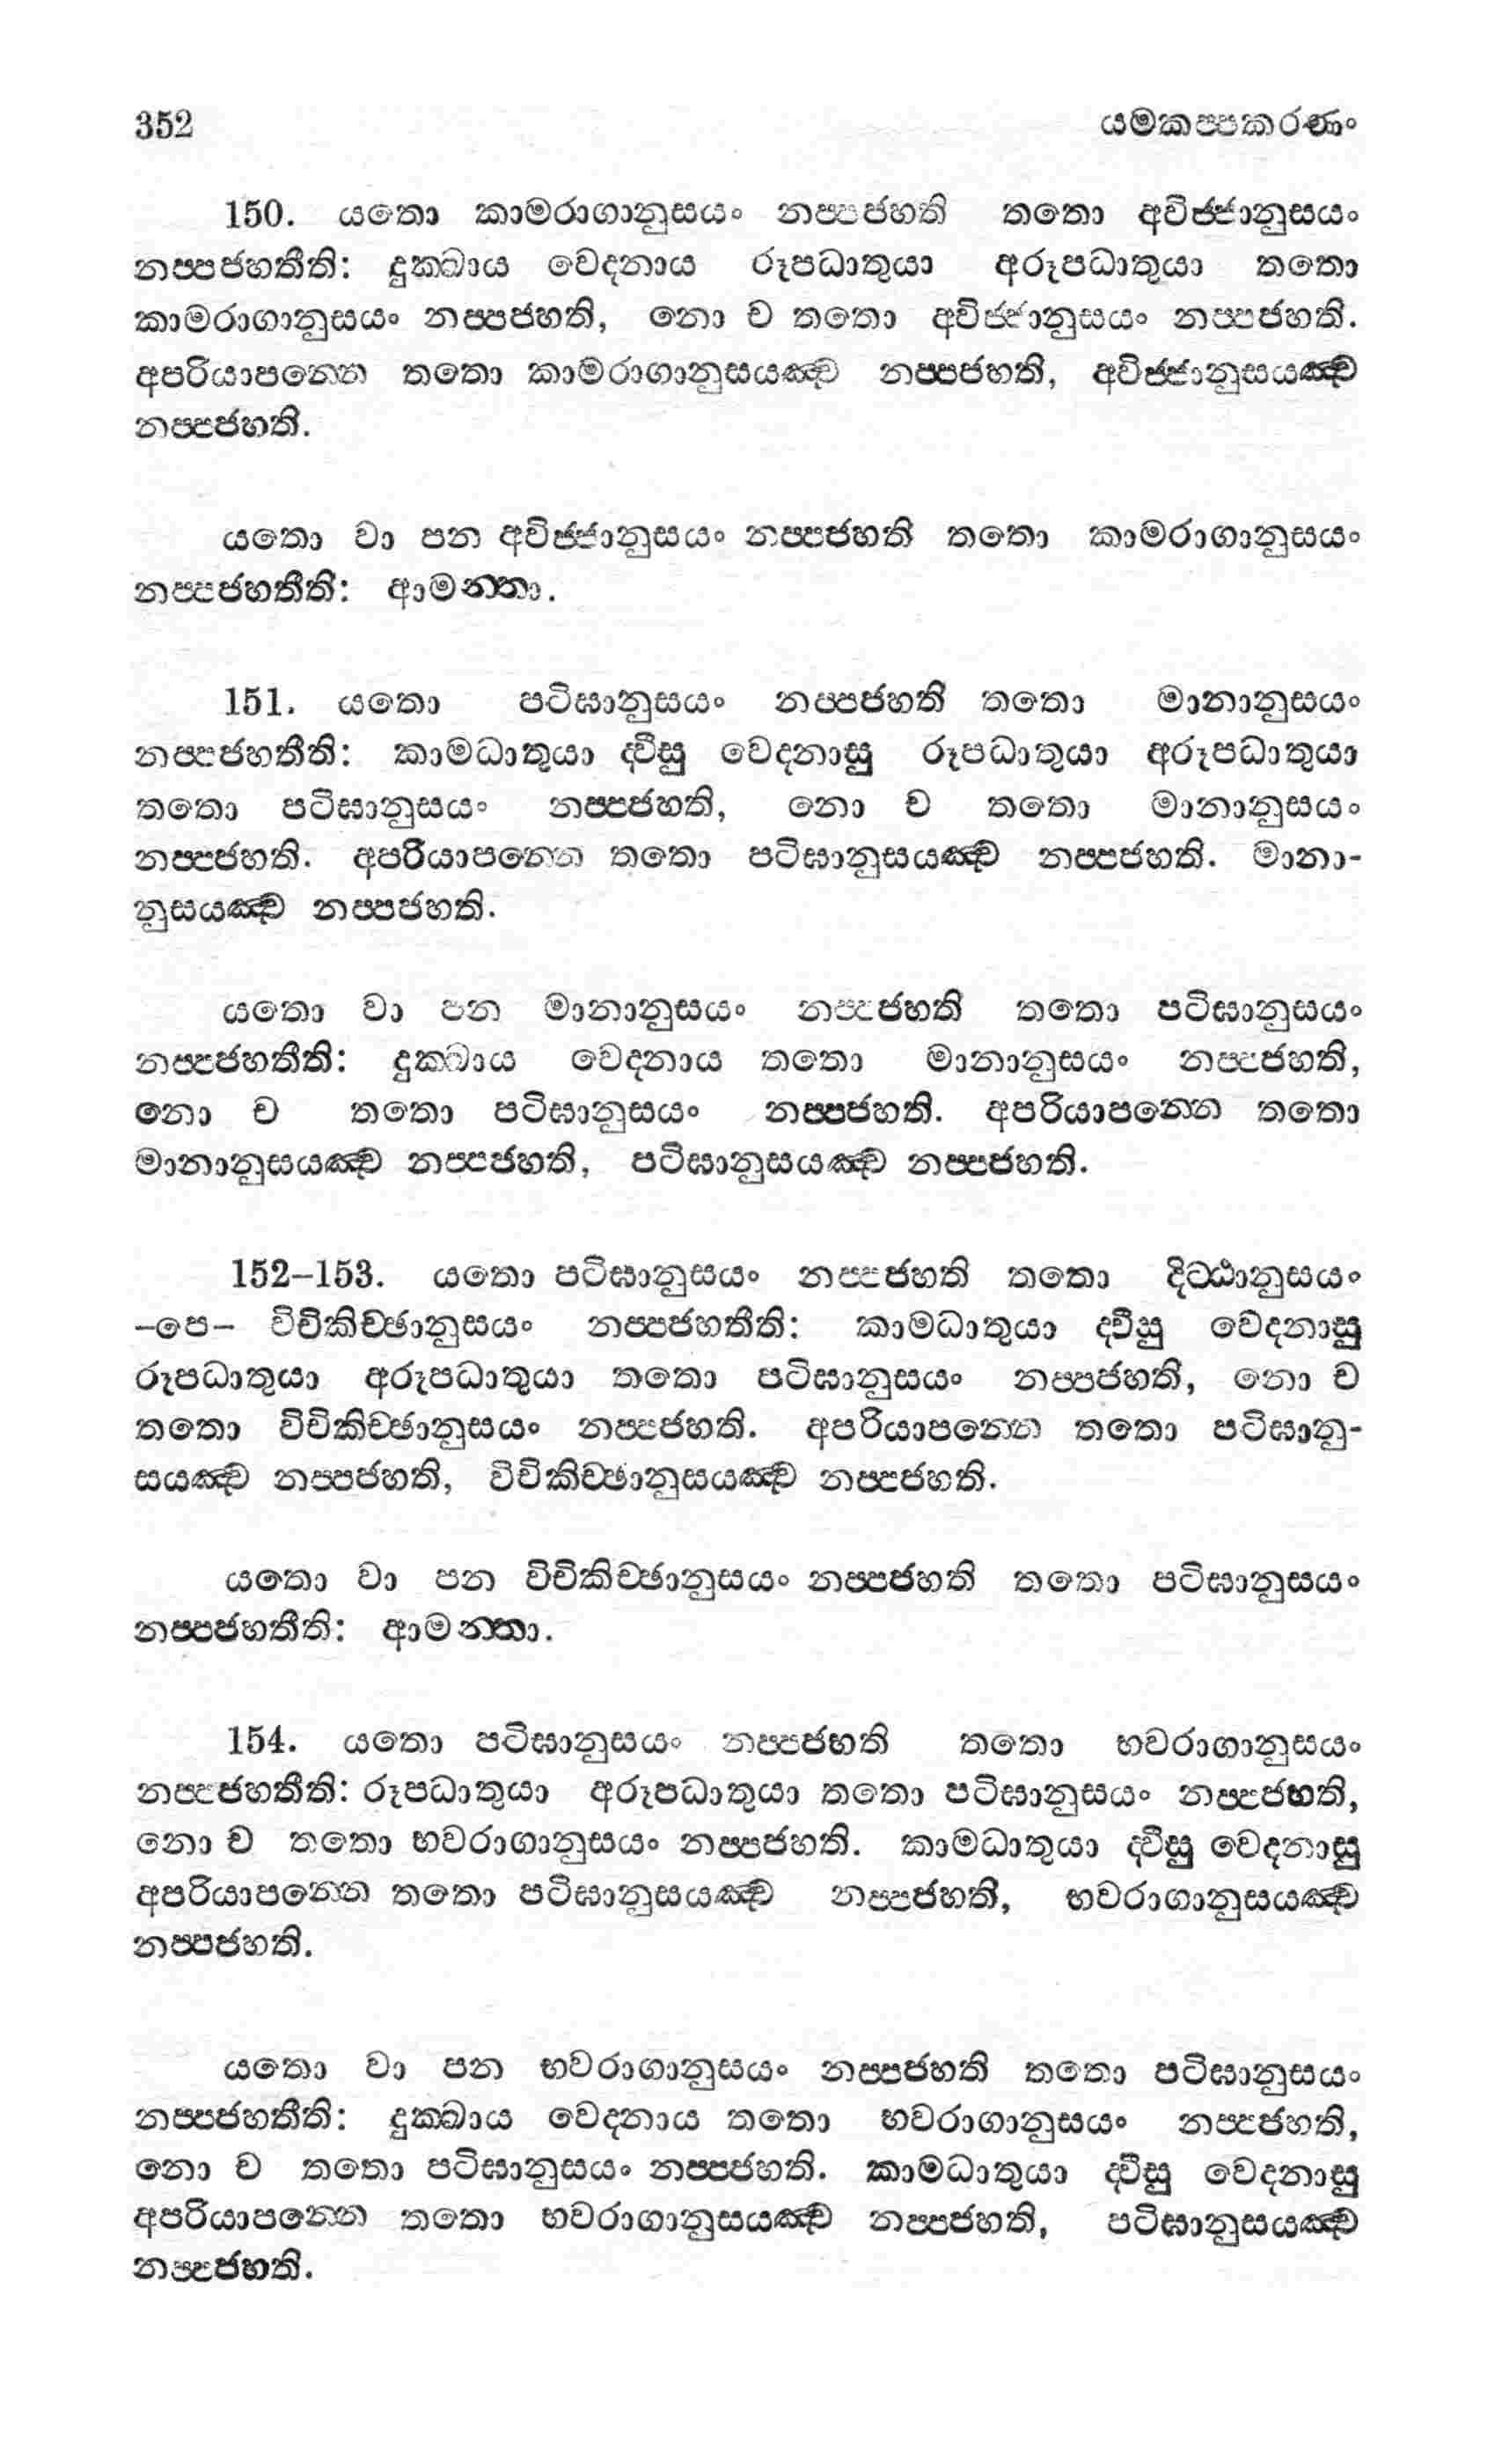 352 යමකප්පකරණං
150. යතො කාමරාගානුසයං නප්පජහති තතො අවිජ්ජානුසයං
නප්පජහතීති: දුක්ඛාය වෙදනාය රූපධාතුයා අරූපධාතුයා තතො
කාමරාගානුසයං නප්පජහති, නො ච තතො අවිජ්ජානුසයං නප්පජහති.
අපරියාපන්නෙ තතො කාමරාගානුසයඤ්ච නප්පජහති, අවිජ්ජානුසයඤ්ච
නප්පජහති.
යතො වා පන අවිජ්ජානුසයං නප්පජහති තතො කාමරාගානුසයං
නප්පජහතීති: ආමන්තා.
151. යතො පටිඝානුසයං නප්පජහති තතො මානානුසයං
නප්පජහතීති: කාමධාතුයා ද්වීසු වෙදනාසු රූපධාතුයා අරූපධාතුයා
තතො පටිඝානුසයං නප්පජහති, නො ච තතො මානානුසයං
නප්පජහති. අපරියාපන්නෙ තතො පටිඝානුසයඤ්ච නප්පජහති. මානා-
නුසයඤ්ච නප්පජහති.
යතො වා පන මානානුසයං නප්පජහති තතො පටිඝානුසයං
නප්පජහතීති: දුක්ඛාය වෙදනාය තතො මානානුසයං නප්පජහති,
නො ච තතො පටිඝානුසයං නප්පජහති. අපරියාපන්නෙ තතො
මානානුසයඤ්ච නප්පජහති, පටිඝානුසයඤ්ච නප්පජහති.
152–153. යතො පටිඝානුසයං නප්පජහති තතො දිට්ඨානුසයං
–පෙ– විචිකිච්ඡානුසයං නප්පජහතීති: කාමධාතුයා ද්වීසු වෙදනාසු
රූපධාතුයා අරූපධාතුයා තතො පටිඝානුසයං නප්පජහති, නො ච
තතො විචිකිච්ඡානුසයං නප්පජහති. අපරියාපන්නෙ තතො පටිඝානු-
සයඤ්ච නප්පජහති, විචිකිච්ඡානුසයඤ්ච නප්පජහති.
යතො වා පන විචිකිච්ඡානුසයං නප්පජහති තතො පටිඝානුසයං
නප්පජහතීති: ආමන්තා.
154. යතො පටිඝානුසයං නප්පජහති තතො භවරාගානුසයං
නප්පජහතීති: රූපධාතුයා අරූපධාතුයා තතො පටිඝානුසයං නප්පජහති,
නො ච තතො භවරාගානුසයං නප්පජහති. කාමධාතුයා ද්වීසු වෙදනාසු
අපරියාපන්නෙ තතො පටිඝානුසයඤ්ච නප්පජහති, භවරාගානුසයඤ්ච
නප්පජහති.
යතො වා පන භවරාගානුසයං නප්පජහති තතො පටිඝානුසයං
නප්පජහතීති: දුක්ඛාය වෙදනාය තතො භවරාගානුසයං නප්පජහති,
නො ච තතො පටිඝානුසයං නප්පජහති. කාමධාතුයා ද්වීසු වෙදනාසු
අපරියාපන්නෙ තතො භවරාගානුසයඤ්ච නප්පජහති, පටිඝානුසයඤ්ච
නප්පජහති.